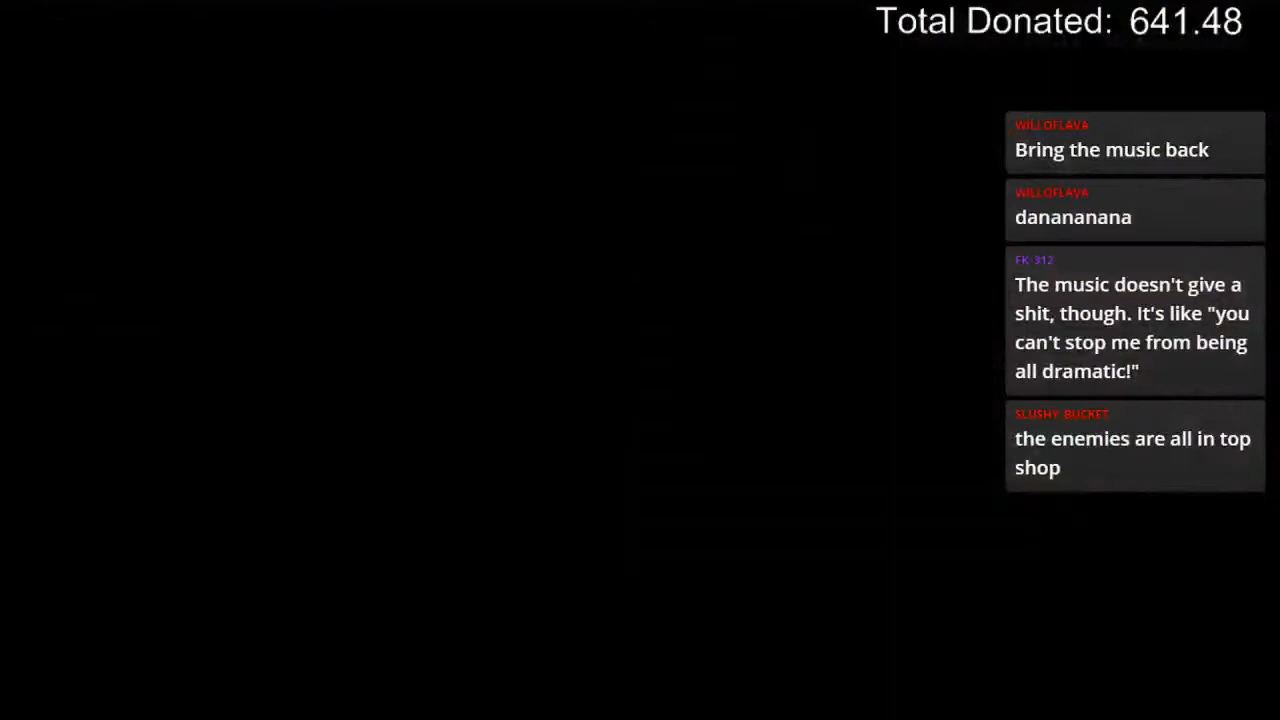 Total Donated: 641.48
WILLOFLAVA
Bring the music back
WILLOFLAVA
danananana
FK-312
The music doesn't give a
shit, though. It's like "you
can't stop me from being
all dramatic!"
SLUSHY BUCKET
the enemies are all in top
shop